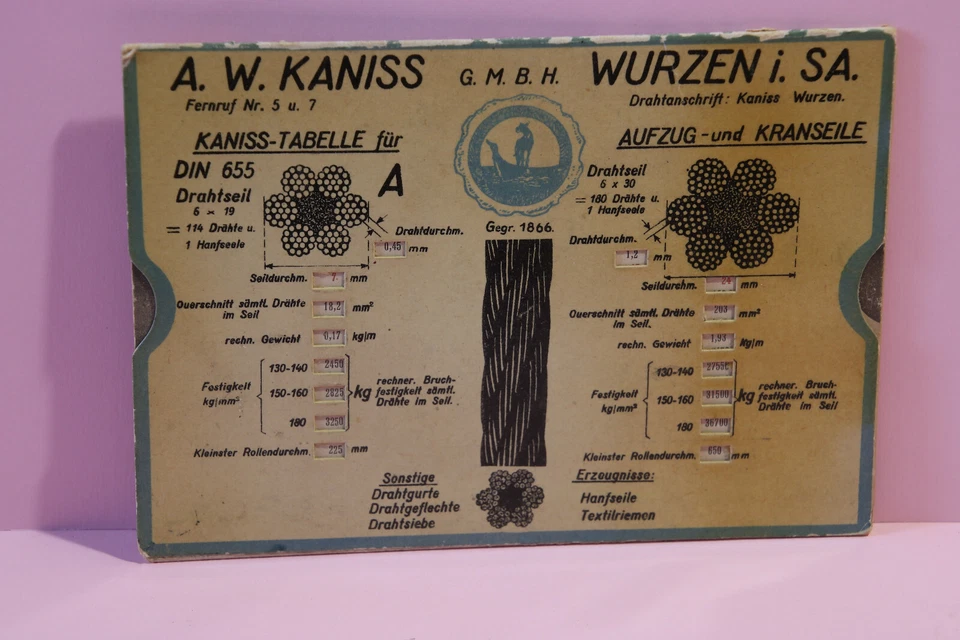 A. W. KANISS G. M. B. H. WURZEN i. SA.
Fernruf Nr. 5 u. 7
Drahtanschrift: Kaniss Wurzen.
KANISS-TABELLE für
DIN 655
A
Drahtseil
6 × 19
= 114 Drähte u.
1 Hanfseele
Drahtdurchm.
0,45 mm
Seildurchm. 7 mm
Querschnitt sämtl. Drähte
im Seil
18,2 mm²
rechn. Gewicht 0,17 kg/m
Festigkeit
kg/mm²
130-140 2450
150-160 2825
180 3250
kg
rechner. Bruch-
festigkeit sämtl.
Drähte im Seil.
Kleinster Rollendurchm. 225 mm
Gegr. 1866.
AUFZUG- und KRANSEILE
Drahtseil
6 x 30
= 180 Drähte u.
1 Hanfseele
Drahtdurchm.
1,2 mm
Seildurchm. 24 mm
Querschnitt sämtl. Drähte
im Seil.
203 mm²
rechn. Gewicht 1,93 Kg/m
Festigkeit
kg/mm²
130-140
150-160 31500
180 36700
kg
rechner. Bruch-
festigkeit sämtl.
Drähte im Seil
Kleinster Rollendurchm. 650 mm
Sonstige
Drahtgurte
Drahtgeflechte
Drahtsiebe
Erzeugnisse:
Hanfseile
Textilriemen